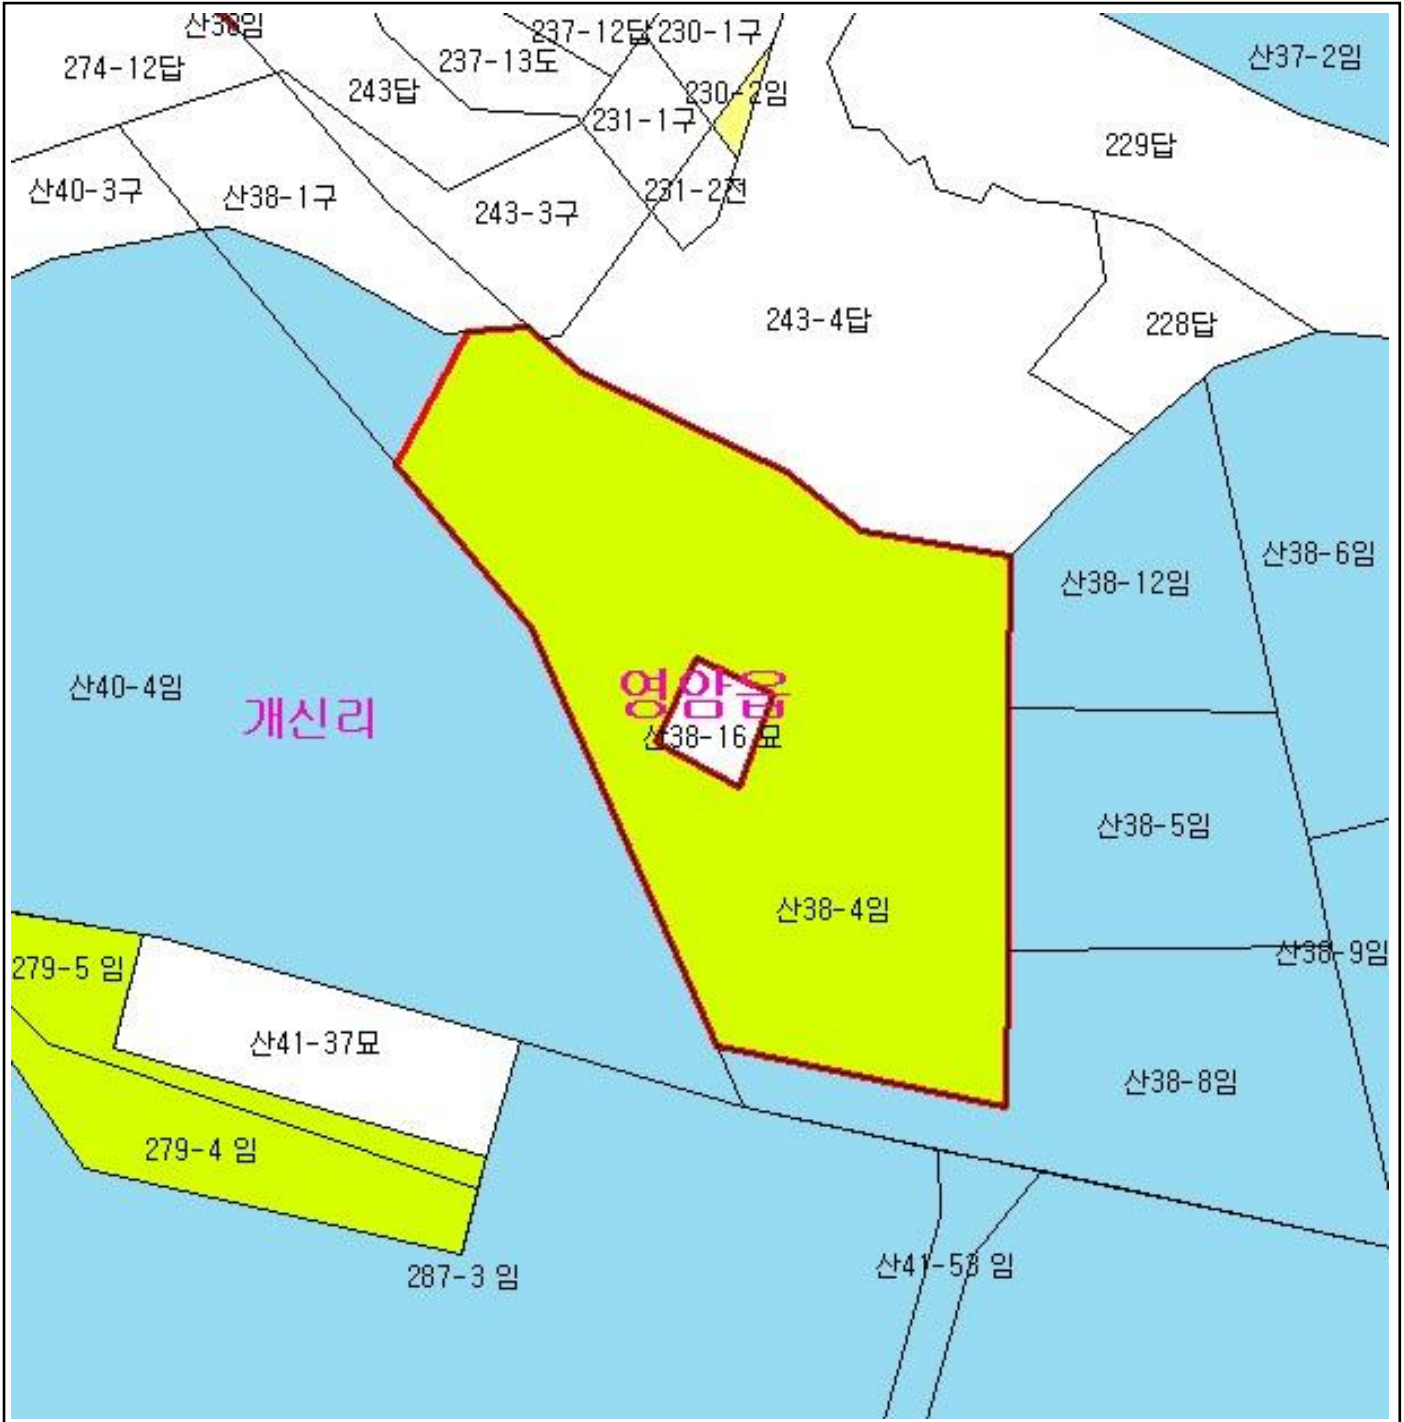 산38임
237-12답
230-1구
산37-2임
274-12답
237-13도
243답
230-2임
231-1구
229답
산40-3구
산38-1구
231-2전
243-3구
243-4답
228답
산38-6임
산38-12임
산40-4임
영암읍
개신리
산38-16 묘
산38-5임
산38-4임
산38-9임
279-5 임
산41-37묘
산38-8임
279-4 임
산41-53 임
287-3 임